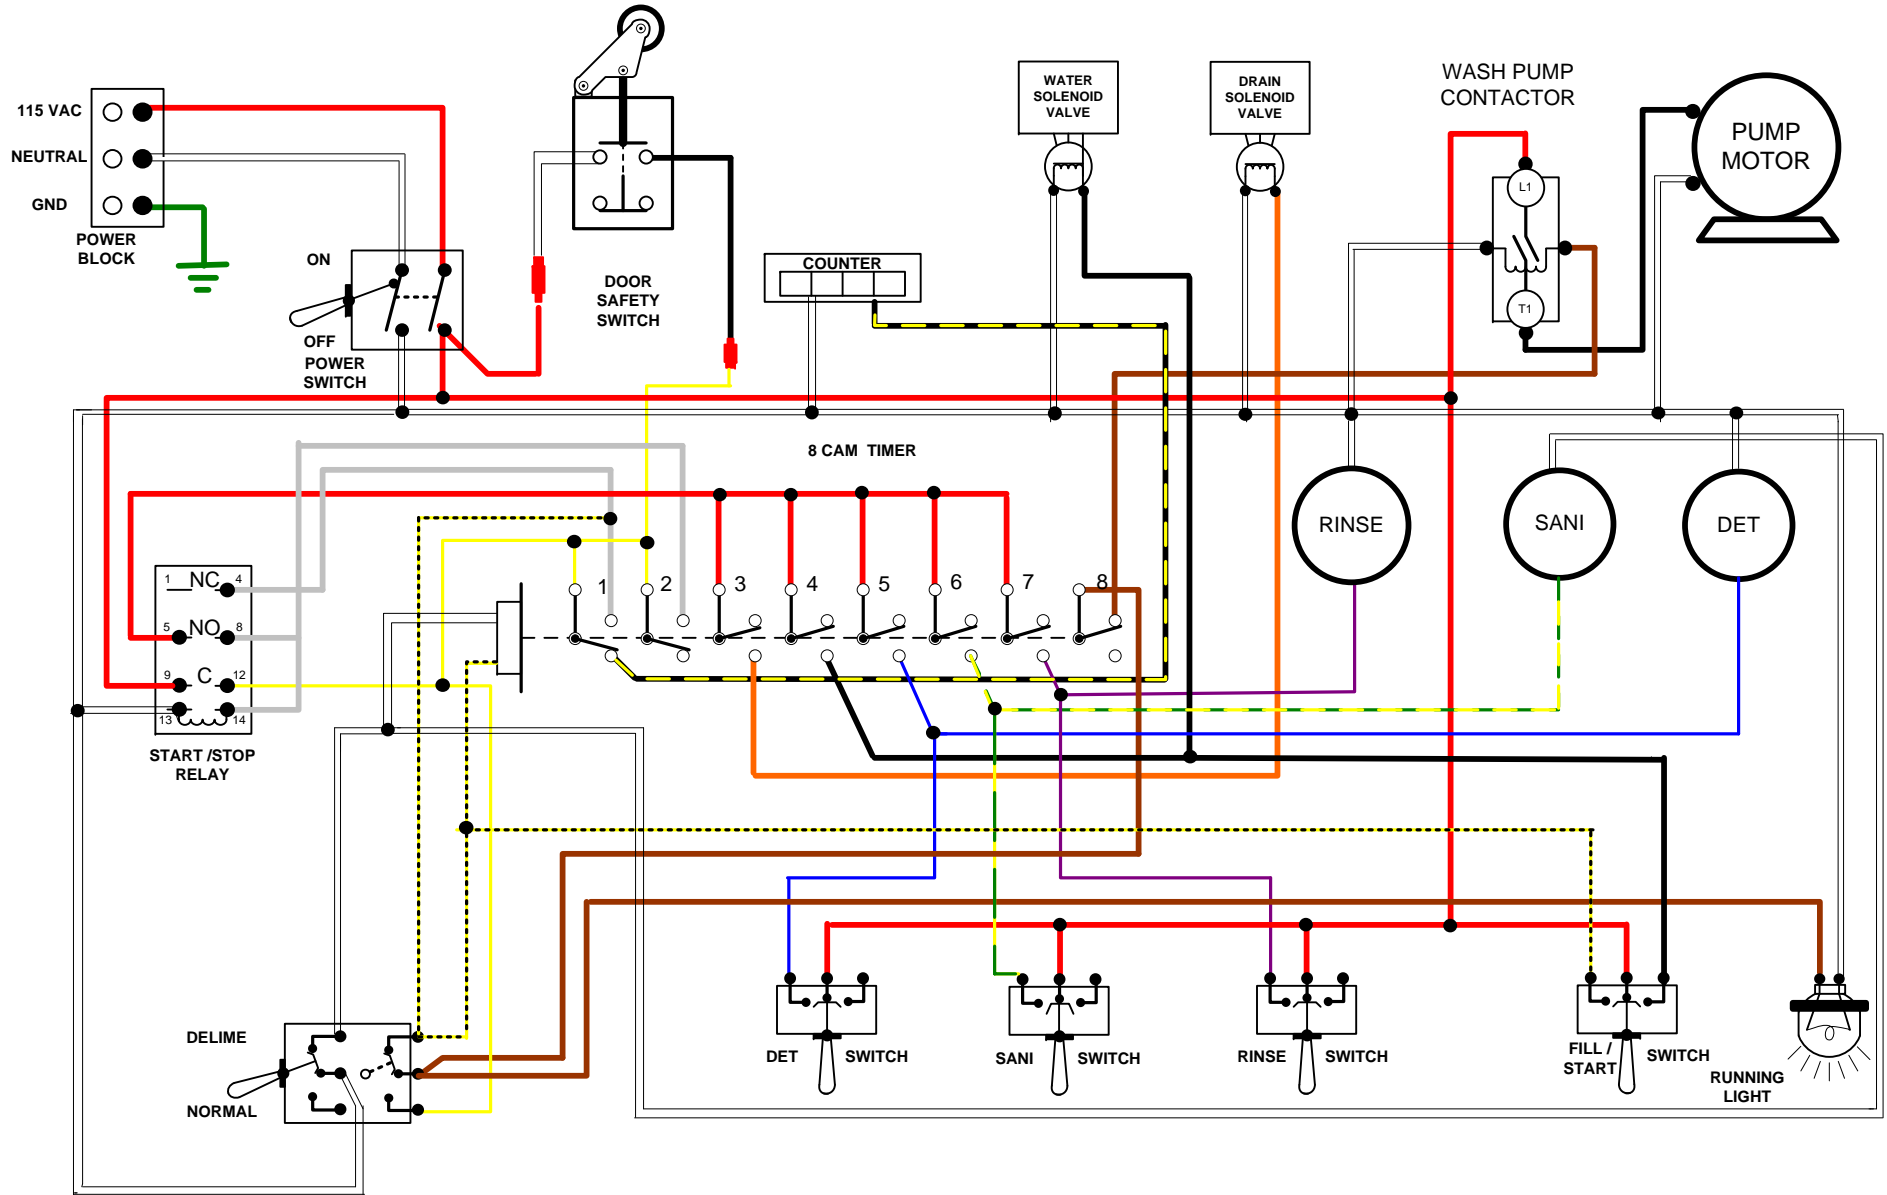 115 VAC
NEUTRAL
GND
POWER
BLOCK
ON
OFF
POWER
SWITCH
DOOR
SAFETY
SWITCH
COUNTER
WATER
SOLENOID
VALVE
DRAIN
SOLENOID
VALVE
WASH PUMP
CONTACTOR
L1
T1
PUMP
MOTOR
8 CAM TIMER
RINSE
SANI
DET
1 2 3 4 5 6 7 8
1 NC 4
5 NO 8
9 C 12
13 14
START /STOP
RELAY
DELIME
NORMAL
DET SWITCH
SANI SWITCH
RINSE SWITCH
FILL /
START
SWITCH
RUNNING
LIGHT